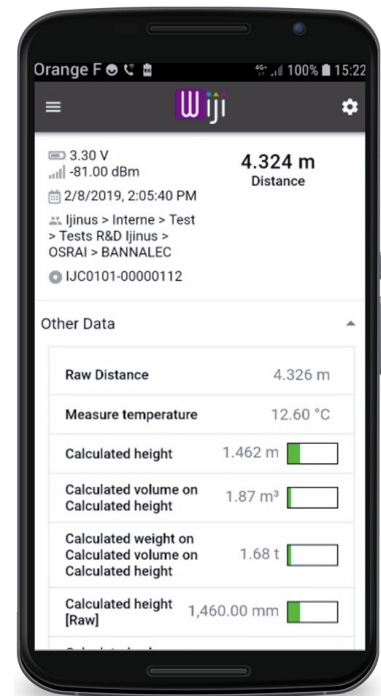 Orange F 4G+ 100% 15:22
Wiji
3.30 V
-81.00 dBm
2/8/2019, 2:05:40 PM
Ijinus > Interne > Test
> Tests R&D Ijinus >
OSRAI > BANNALEC
IJC0101-00000112
4.324 m
Distance
Other Data
Raw Distance 4.326 m
Measure temperature 12.60 °C
Calculated height 1.462 m
Calculated volume on
Calculated height 1.87 m³
Calculated weight on
Calculated volume on 1.68 t
Calculated height
Calculated height
[Raw] 1,460.00 mm